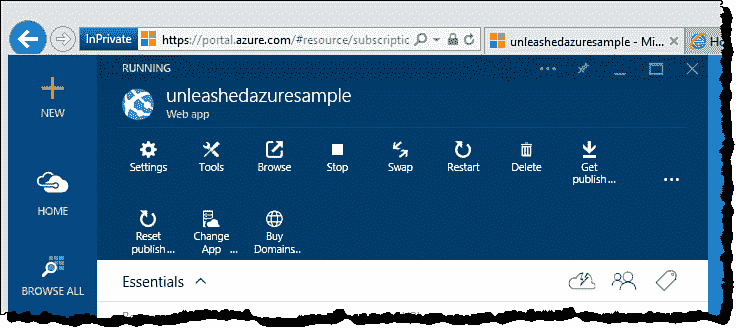 InPrivate https://portal.azure.com/#resource/subscriptic unleashedazuresample - Mi...
RUNNING
unleashedazuresample
Web app
NEW
Settings Tools Browse Stop Swap Restart Delete Get publish... ...
HOME
Reset publish... Change App ... Buy Domains..
BROWSE ALL
Essentials